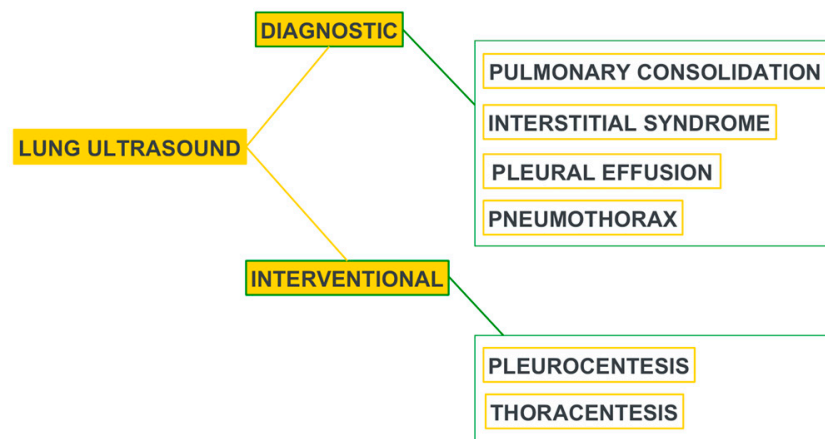 DIAGNOSTIC
PULMONARY CONSOLIDATION
INTERSTITIAL SYNDROME
PLEURAL EFFUSION
PNEUMOTHORAX
LUNG ULTRASOUND
INTERVENTIONAL
PLEUROCENTESIS
THORACENTESIS